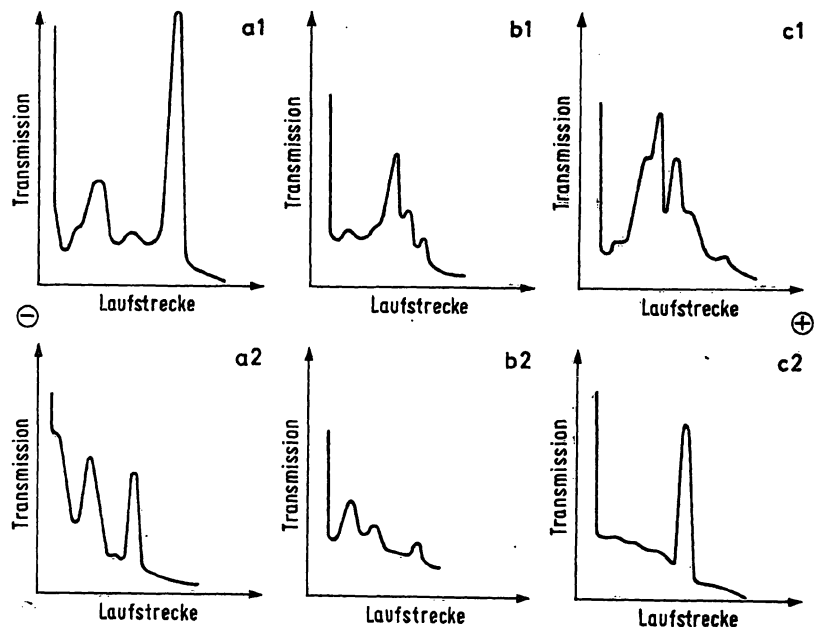 a1
Transmission
Laufstrecke
b1
Transmission
Laufstrecke
c1
Transmission
Laufstrecke
⊖
⊕
a2
Transmission
Laufstrecke
b2
Transmission
Laufstrecke
c2
Transmission
Laufstrecke